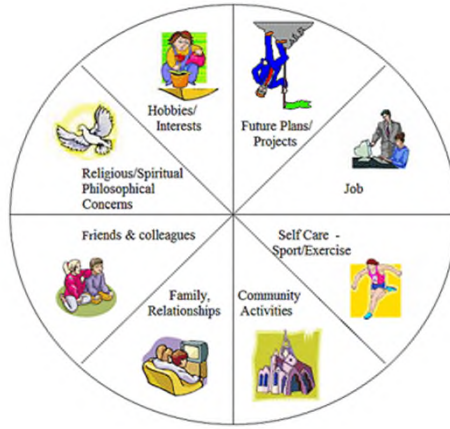 Hobbies/
Interests
Future Plans/
Projects
Religious/Spiritual
Philosophical
Concerns
Job
Friends & colleagues
Self Care -
Sport/Exercise
Family,
Relationships
Community
Activities